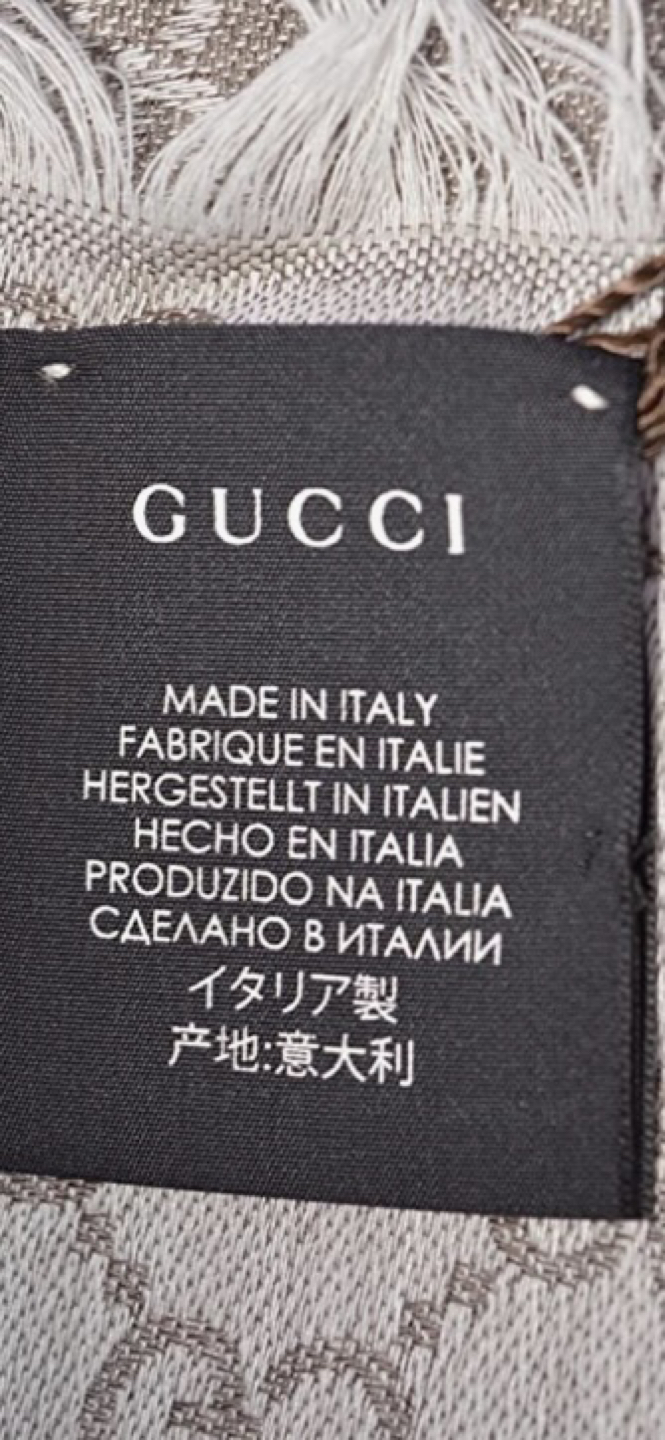 GUCCI
MADE IN ITALY
FABRIQUE EN ITALIE
HERGESTELLT IN ITALIEN
HECHO EN ITALIA
PRODUZIDO NA ITALIA
СДЕЛАНО В ИТАЛИИ
イタリア製
产地:意大利